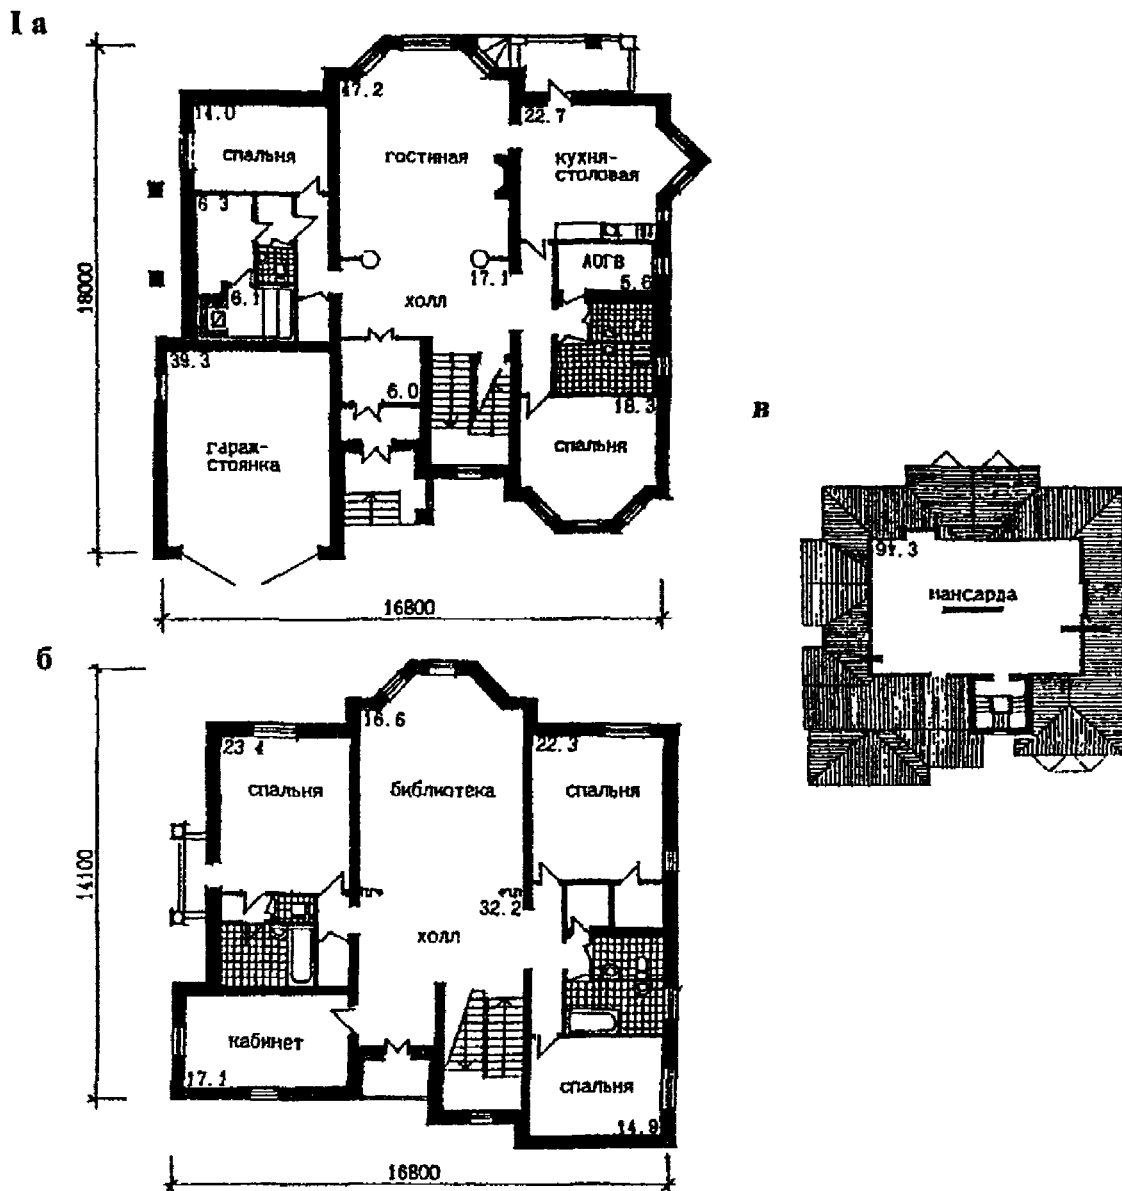 I а
47.2
14.0
22.7
спальня
гостиная
кухня-
столовая
6.3
АОГВ
17.1
5.6
6.1
холл
18000
39.3
6.0
18.3
гараж-
стоянка
спальня
16800
в
мансарда
б
16.6
23 4
22.3
спальня
библиотека
спальня
14100
32.2
холл
кабинет
17.1
спальня
14.9
16800